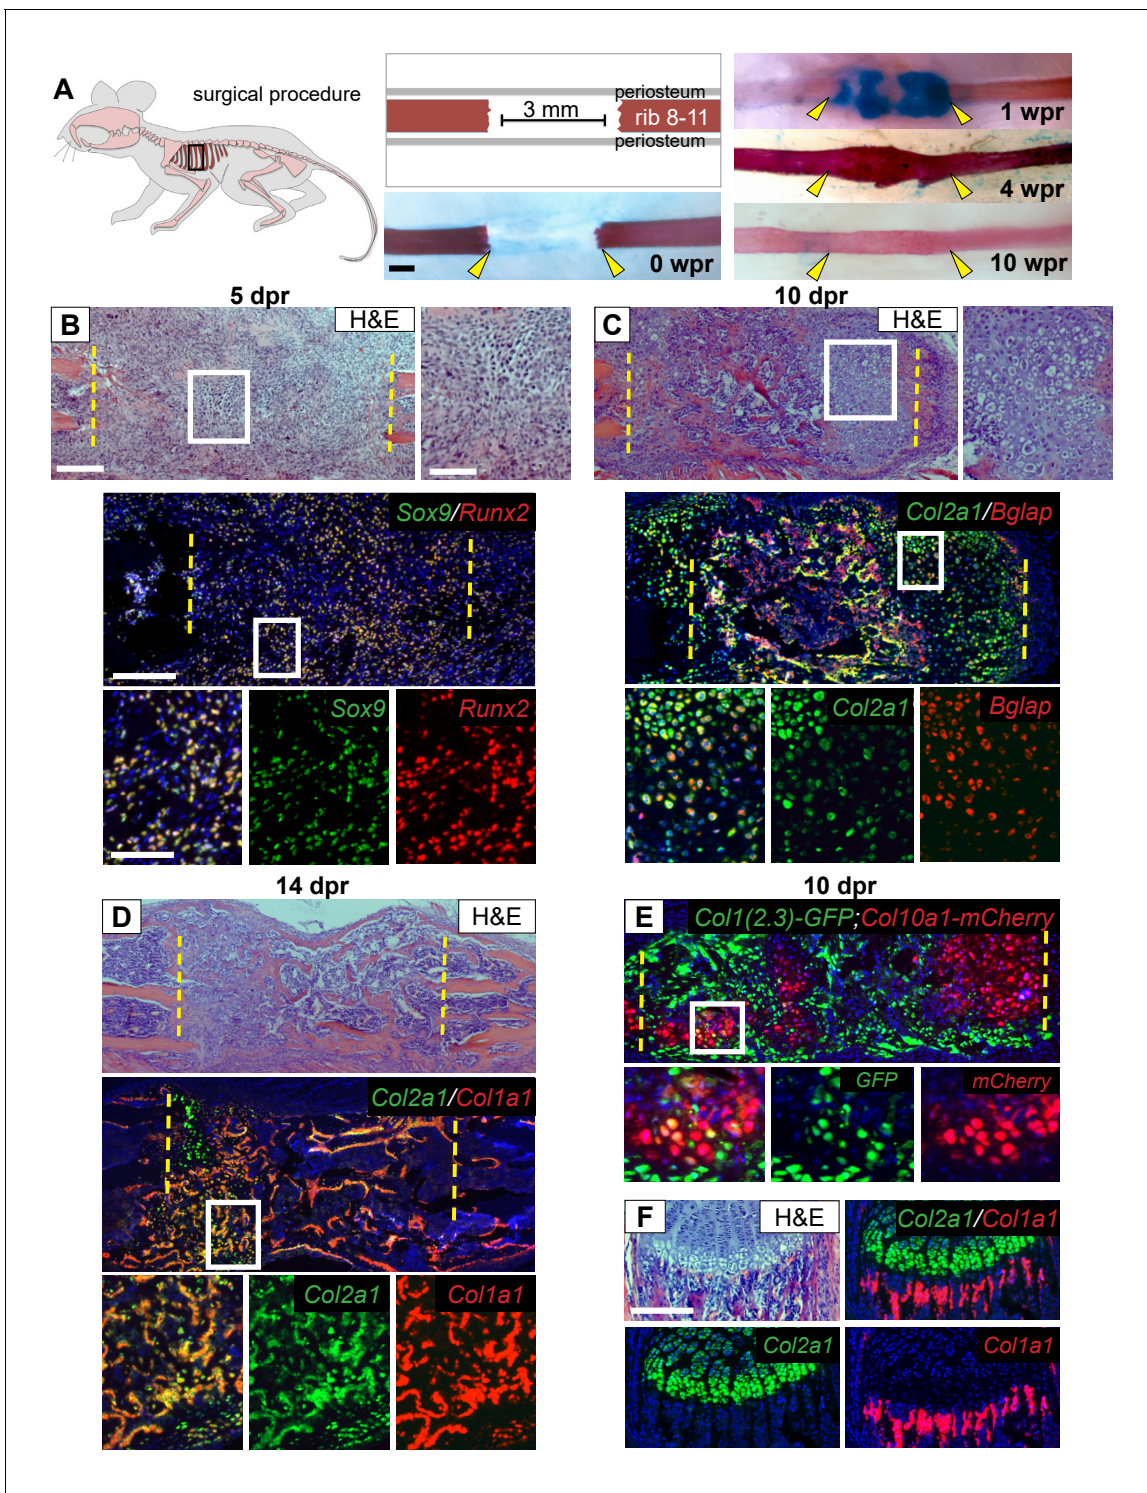 A
surgical procedure
periosteum
3 mm
rib 8-11
periosteum
0 wpr
1 wpr
4 wpr
10 wpr
5 dpr
B
H&E
10 dpr
C
H&E
Sox9/Runx2
Sox9
Runx2
Col2a1/Bglap
Col2a1
Bglap
14 dpr
D
H&E
Col2a1/Col1a1
Col2a1
Col1a1
10 dpr
E
Col1(2.3)-GFP;Col10a1-mCherry
GFP
mCherry
F
H&E
Col2a1/Col1a1
Col2a1
Col1a1